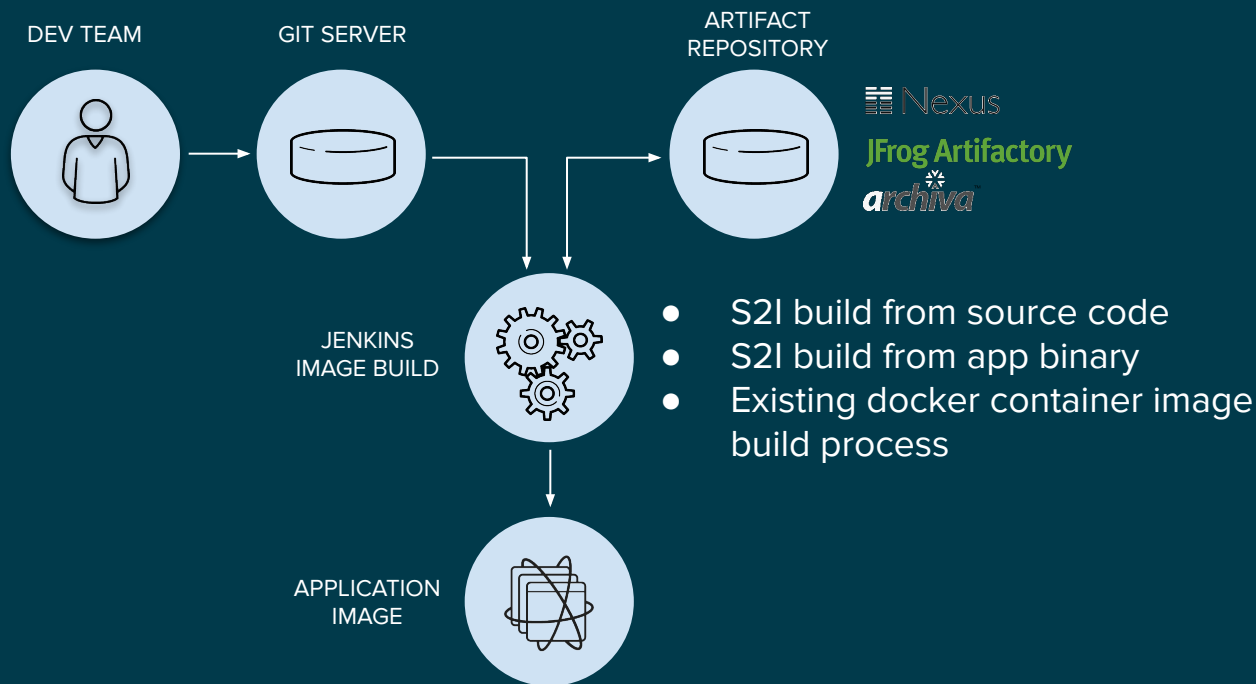 DEV TEAM
GIT SERVER
ARTIFACT
REPOSITORY
Nexus
JFrog Artifactory
archiva™
JENKINS
IMAGE BUILD
● S2I build from source code
● S2I build from app binary
● Existing docker container image
build process
APPLICATION
IMAGE